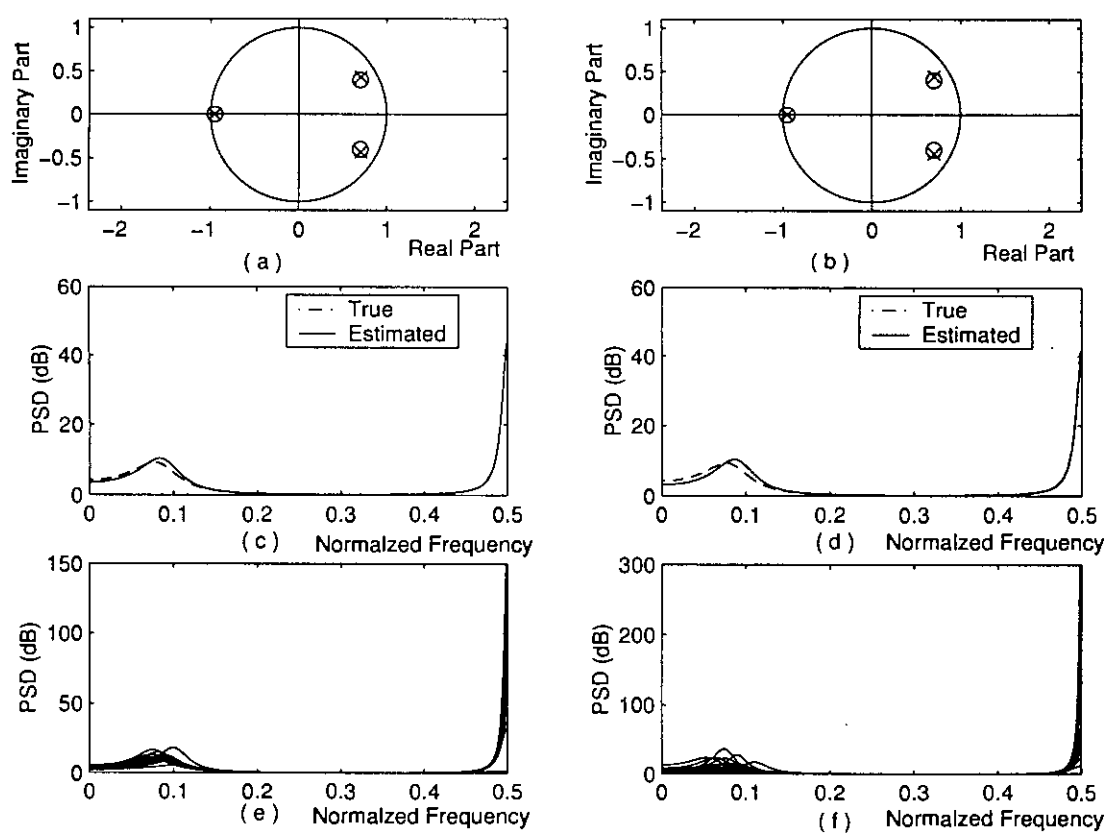 1
0.5
0
−0.5
−1
Imaginary Part
−2
−1
0
1
2
Real Part
( a )
1
0.5
0
−0.5
−1
Imaginary Part
−2
−1
0
1
2
Real Part
( b )
60
40
20
0
PSD (dB)
True
Estimated
0
0.1
0.2
0.3
0.4
0.5
( c )
Normalzed Frequency
60
40
20
0
PSD (dB)
True
Estimated
0
0.1
0.2
0.3
0.4
0.5
( d )
Normalzed Frequency
150
100
50
0
PSD (dB)
0
0.1
0.2
0.3
0.4
0.5
( e )
Normalzed Frequency
300
200
100
0
PSD (dB)
0
0.1
0.2
0.3
0.4
0.5
( f )
Normalzed Frequency